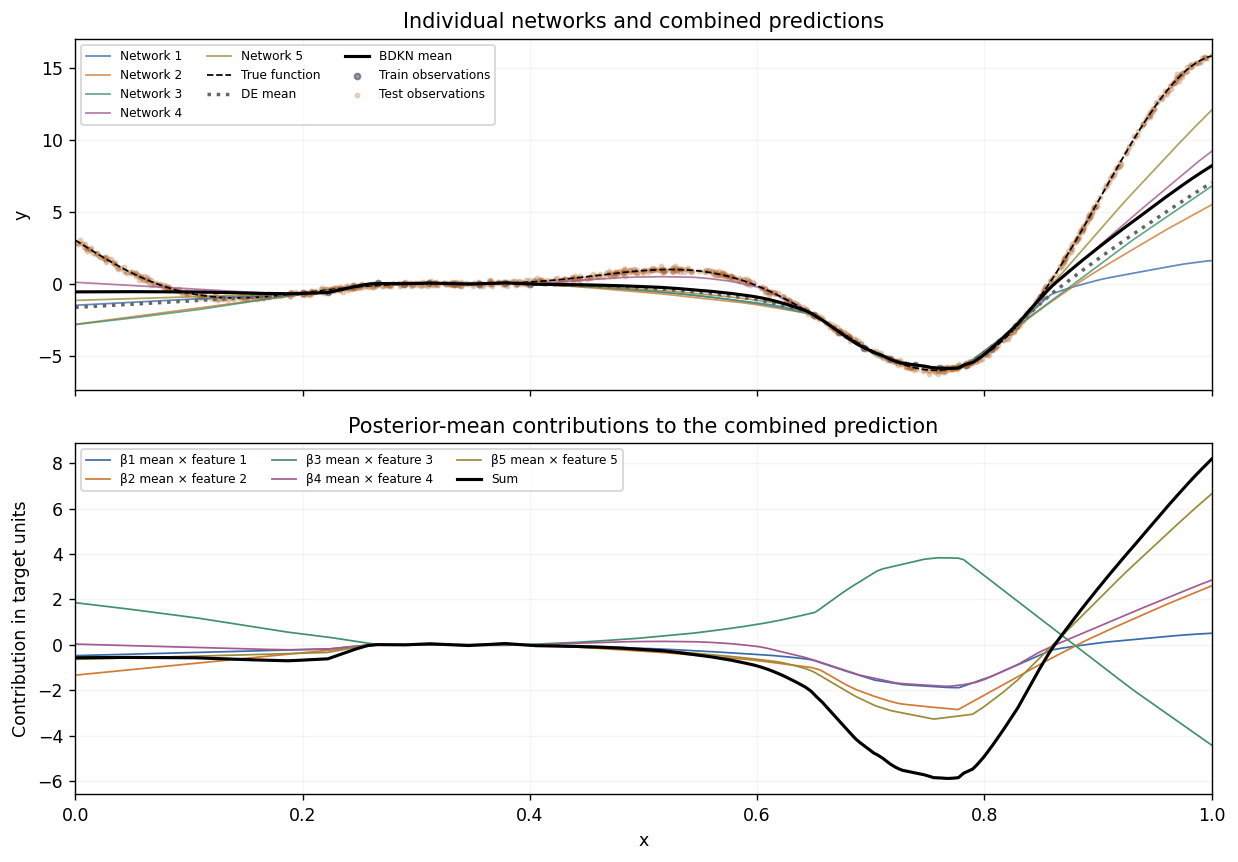 Individual networks and combined predictions
Network 1
Network 2
Network 3
Network 4
Network 5
True function
DE mean
BDKN mean
Train observations
Test observations
15
10
5
0
−5
y
Posterior-mean contributions to the combined prediction
β1 mean × feature 1
β2 mean × feature 2
β3 mean × feature 3
β4 mean × feature 4
β5 mean × feature 5
Sum
8
6
4
2
0
−2
−4
−6
Contribution in target units
0.0 0.2 0.4 0.6 0.8 1.0
x